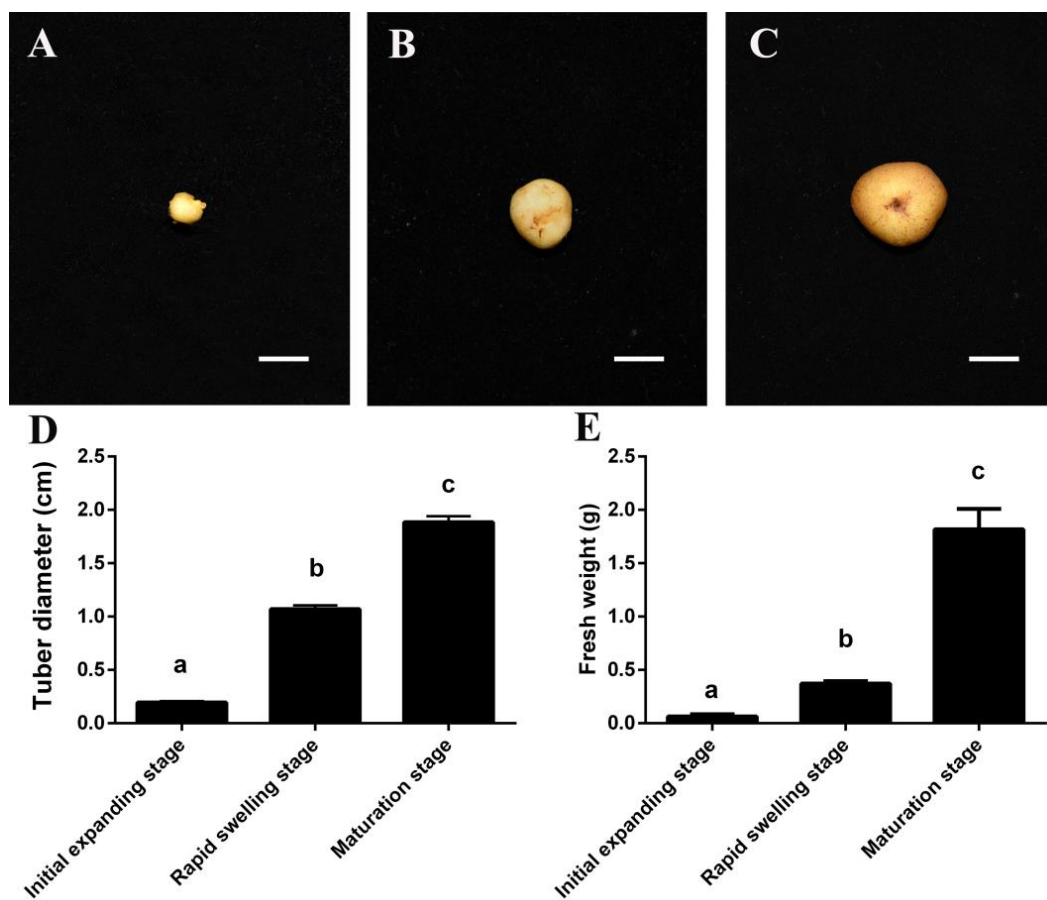 A
B
C
D
Tuber diameter (cm)
2.5
2.0
1.5
1.0
0.5
0.0
a
b
c
Initial expanding stage
Rapid swelling stage
Maturation stage
E
Fresh weight (g)
2.5
2.0
1.5
1.0
0.5
0.0
a
b
c
Initial expanding stage
Rapid swelling stage
Maturation stage